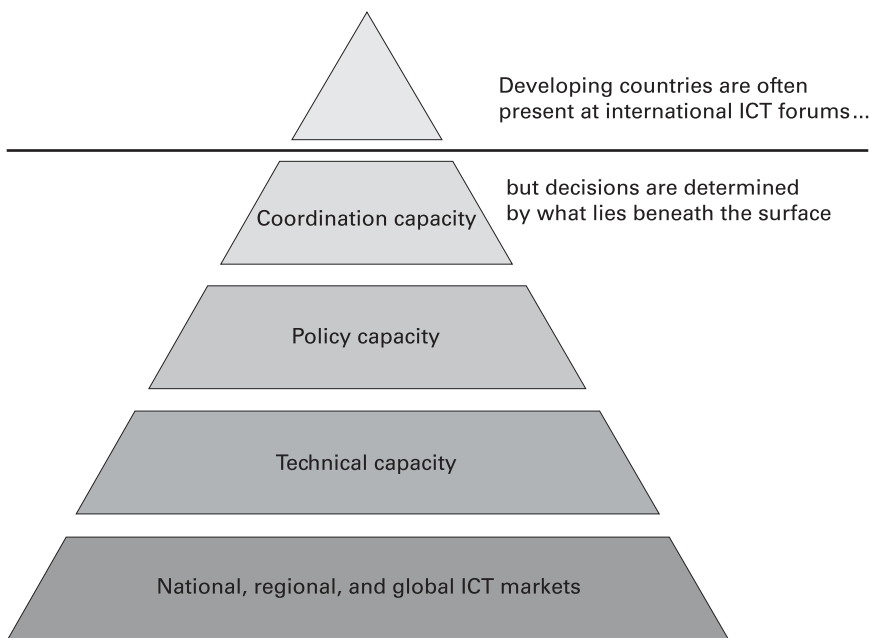 Developing countries are often
present at international ICT forums...
but decisions are determined
by what lies beneath the surface
Coordination capacity
Policy capacity
Technical capacity
National, regional, and global ICT markets